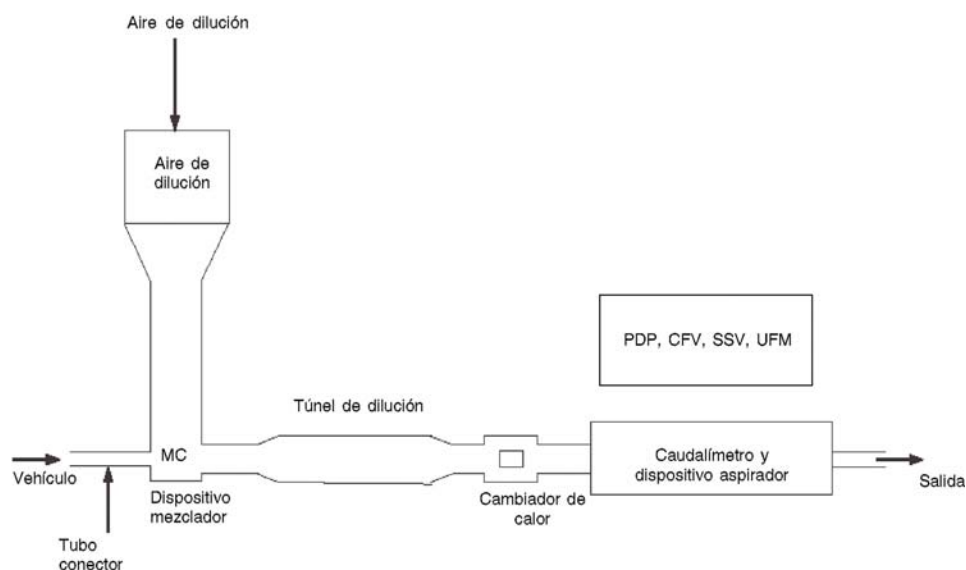 Aire de dilución
Aire de
dilución
PDP, CFV, SSV, UFM
Túnel de dilución
MC
Vehículo
Dispositivo
mezclador
Tubo
conector
Cambiador de
calor
Caudalímetro y
dispositivo aspirador
Salida